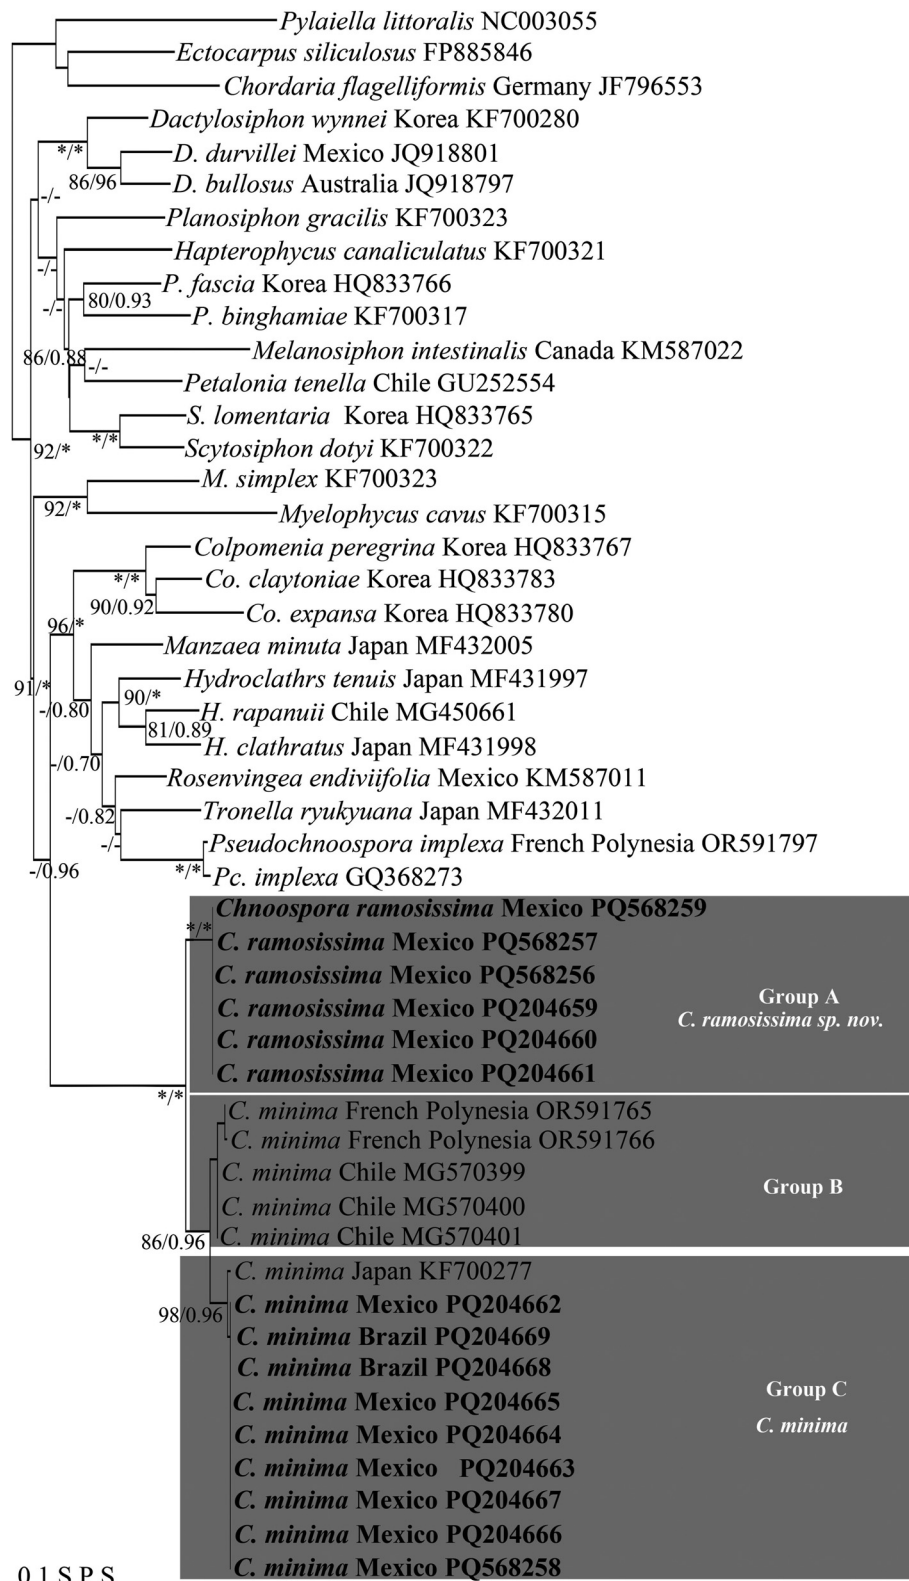 Pylaiella littoralis NC003055
Ectocarpus siliculosus FP885846
Chordaria flagelliformis Germany JF796553
Dactylosiphon wynnei Korea KF700280
*/*
D. durvillei Mexico JQ918801
86/96
D. bullosus Australia JQ918797
-/-
Planosiphon gracilis KF700323
Hapterophycus canaliculatus KF700321
-/-
P. fascia Korea HQ833766
80/0.93
-/-
P. binghamiae KF700317
Melanosiphon intestinalis Canada KM587022
86/0.88
-/-
Petalonia tenella Chile GU252554
S. lomentaria Korea HQ833765
*/*
Scytosiphon dotyi KF700322
92/*
M. simplex KF700323
92/*
Myelophycus cavus KF700315
Colpomenia peregrina Korea HQ833767
*/*
Co. claytoniae Korea HQ833783
90/0.92
Co. expansa Korea HQ833780
96/*
Manzaea minuta Japan MF432005
Hydroclathrs tenuis Japan MF431997
91/*
90/*
-/0.80
H. rapanuii Chile MG450661
81/0.89
H. clathratus Japan MF431998
-/0.70
Rosenvingea endiviifolia Mexico KM587011
Tronella ryukyuana Japan MF432011
-/0.82
Pseudochnoospora implexa French Polynesia OR591797
-/-
*/*
-/0.96
Pc. implexa GQ368273
Chnoospora ramosissima Mexico PQ568259
*/*
C. ramosissima Mexico PQ568257
C. ramosissima Mexico PQ568256
Group A
C. ramosissima sp. nov.
C. ramosissima Mexico PQ204659
C. ramosissima Mexico PQ204660
C. ramosissima Mexico PQ204661
*/*
C. minima French Polynesia OR591765
C. minima French Polynesia OR591766
C. minima Chile MG570399
Group B
C. minima Chile MG570400
C. minima Chile MG570401
86/0.96
C. minima Japan KF700277
C. minima Mexico PQ204662
98/0.96
C. minima Brazil PQ204669
C. minima Brazil PQ204668
Group C
C. minima
C. minima Mexico PQ204665
C. minima Mexico PQ204664
C. minima Mexico PQ204663
C. minima Mexico PQ204667
C. minima Mexico PQ204666
C. minima Mexico PQ568258
0.1 S.P.S